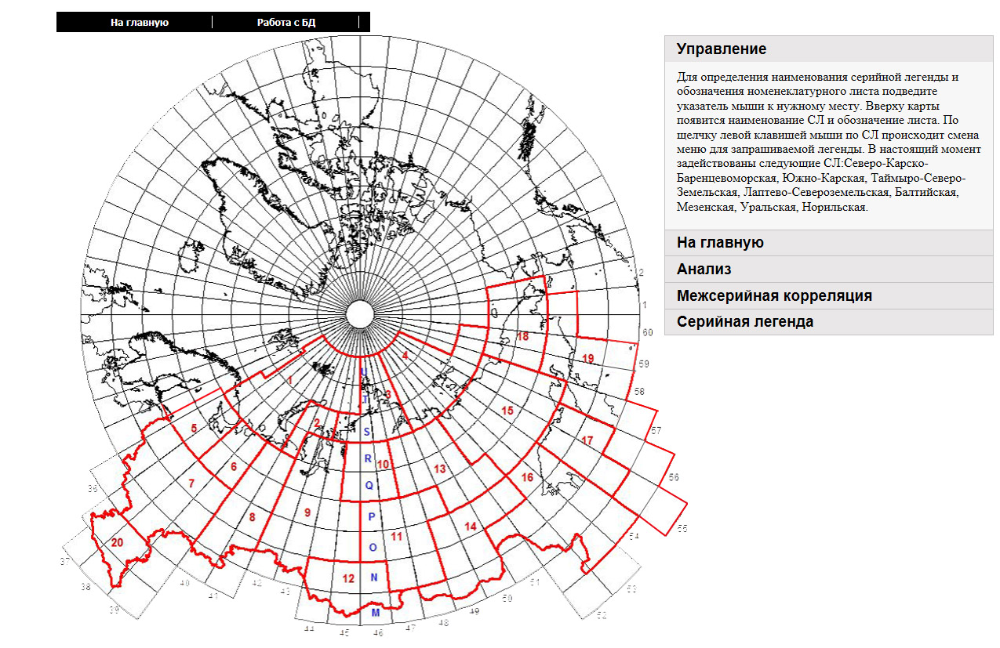 На главную
Работа с БД
Управление
Для определения наименования серийной легенды и
обозначения номенеклатурного листа подведите
указатель мыши к нужному месту. Вверху карты
появится наименование СЛ и обозначение листа. По
щелчку левой клавишей мыши по СЛ происходит смена
меню для запрашиваемой легенды. В настоящий момент
задействованы следующие СЛ:Северо-Карско-
Баренцевоморская, Южно-Карская, Таймыро-Северо-
Земельская, Лаптево-Североземельская, Балтийская,
Мезенская, Уральская, Норильская.
На главную
Анализ
Межсерийная корреляция
Серийная легенда
2
1
60
59
58
57
56
55
54
53
52
51
50
49
48
47
46
45
44
43
42
41
40
39
38
37
36
1
2
3
4
5
6
7
8
9
10
11
12
13
14
15
16
17
18
19
20
U
T
S
R
Q
P
O
N
M